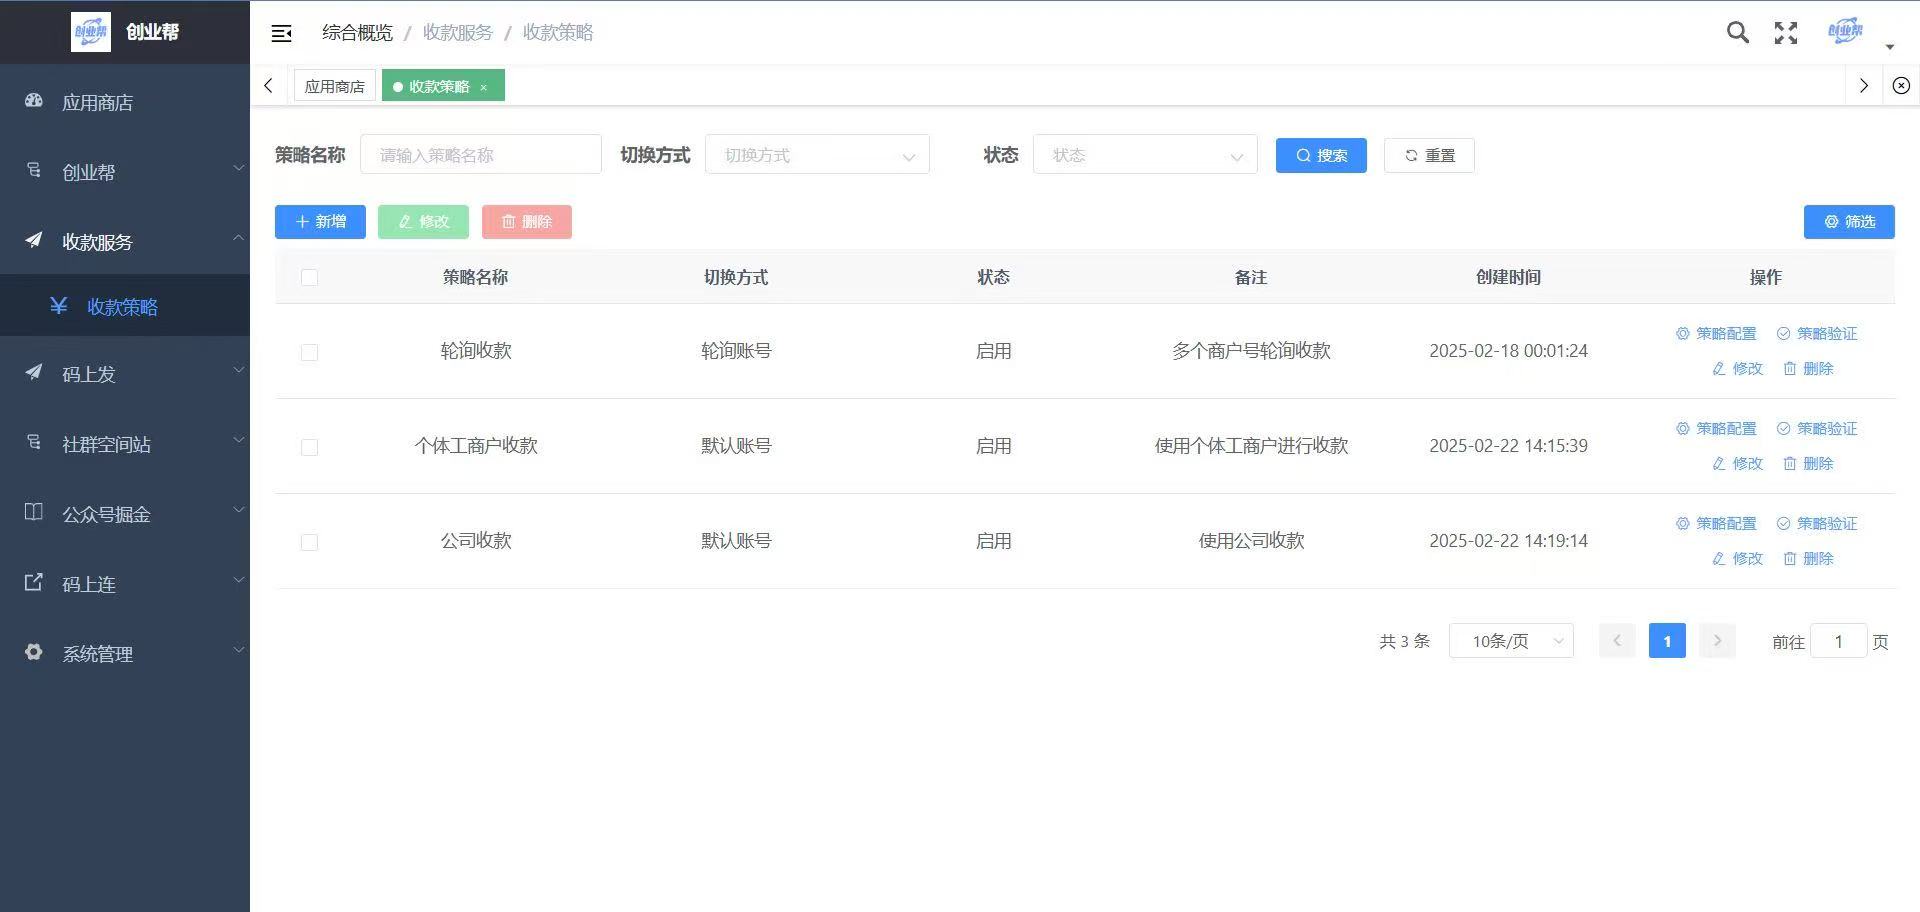 创业帮
创业帮
综合概览 / 收款服务 / 收款策略
创业帮
应用商店
收款策略 ×
应用商店
创业帮
收款服务
¥ 收款策略
码上发
社群空间站
公众号掘金
码上连
系统管理
策略名称 请输入策略名称 切换方式 切换方式 状态 状态 搜索 重置
+ 新增 修改 删除 筛选
策略名称 切换方式 状态 备注 创建时间 操作
轮询收款 轮询账号 启用 多个商户号轮询收款 2025-02-18 00:01:24 策略配置 策略验证
修改 删除
个体工商户收款 默认账号 启用 使用个体工商户进行收款 2025-02-22 14:15:39 策略配置 策略验证
修改 删除
公司收款 默认账号 启用 使用公司收款 2025-02-22 14:19:14 策略配置 策略验证
修改 删除
共 3 条 10条/页 1 前往 1 页